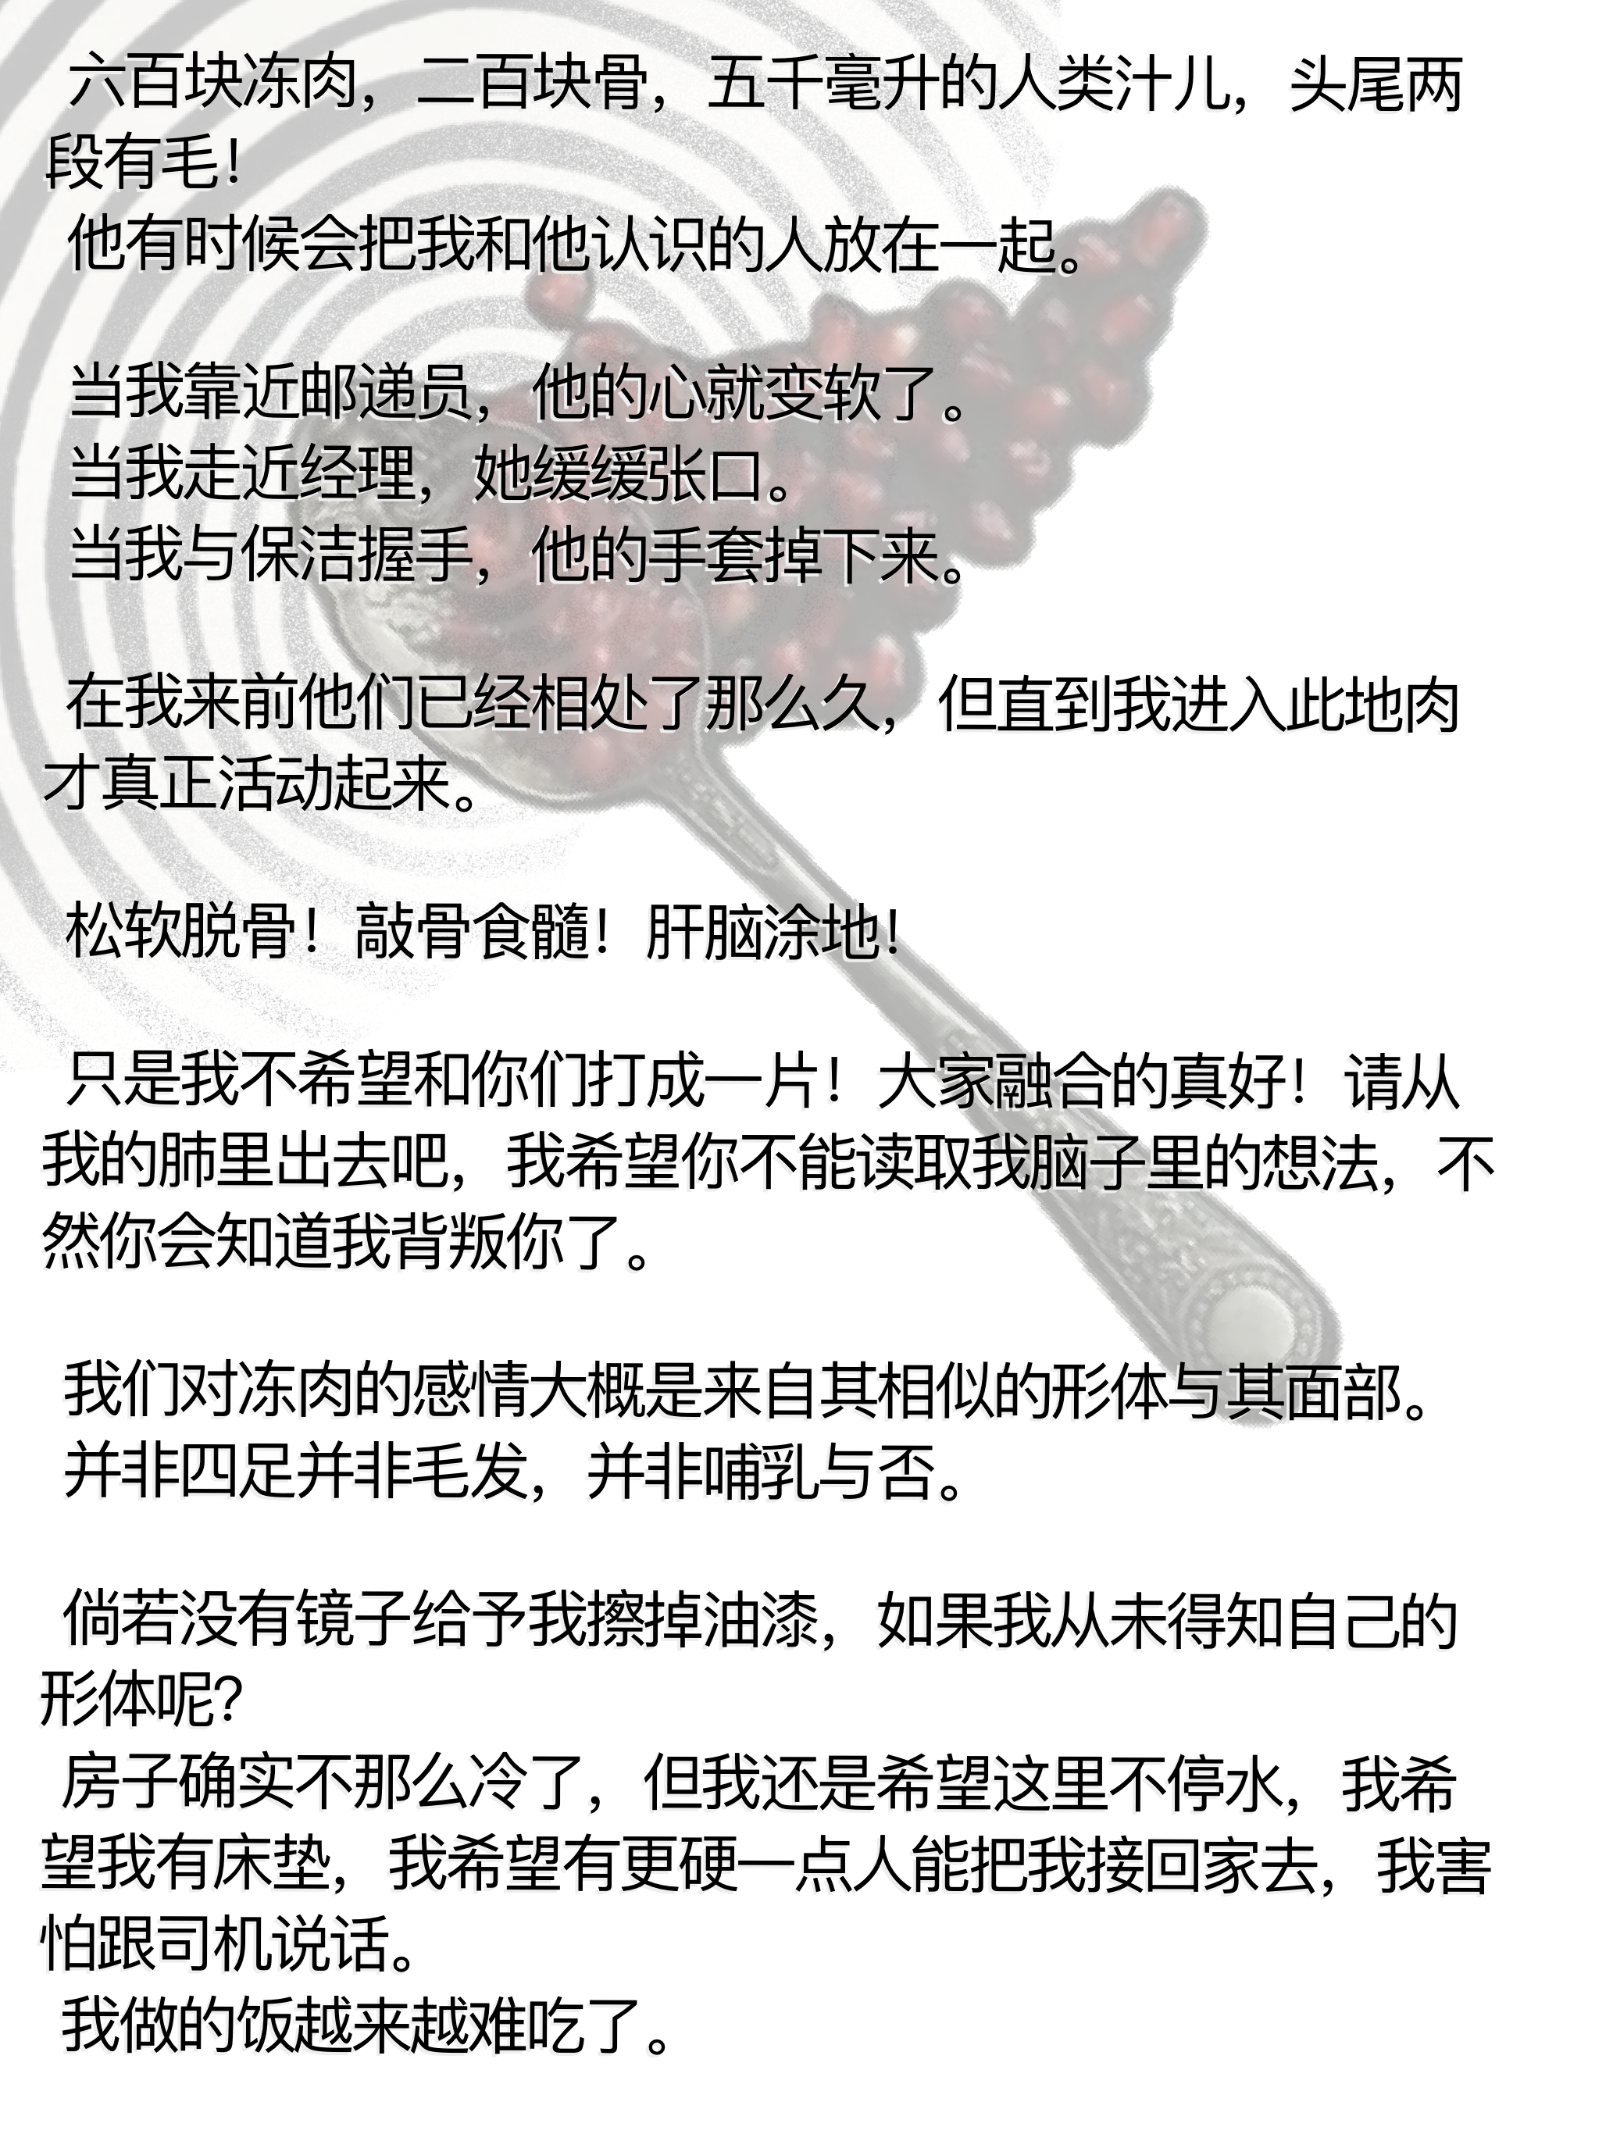 六百块冻肉，二百块骨，五千毫升的人类汁儿，头尾两
段有毛！
他有时候会把我和他认识的人放在一起。
当我靠近邮递员，他的心就变软了。
当我走近经理，她缓缓张口。
当我与保洁握手，他的手套掉下来。
在我来前他们已经相处了那么久，但直到我进入此地肉
才真正活动起来。
松软脱骨！敲骨食髓！肝脑涂地！
只是我不希望和你们打成一片！大家融合的真好！请从
我的肺里出去吧，我希望你不能读取我脑子里的想法，不
然你会知道我背叛你了。
我们对冻肉的感情大概是来自其相似的形体与其面部。
并非四足并非毛发，并非哺乳与否。
倘若没有镜子给予我擦掉油漆，如果我从未得知自己的
形体呢？
房子确实不那么冷了，但我还是希望这里不停水，我希
望我有床垫，我希望有更硬一点人能把我接回家去，我害
怕跟司机说话。
我做的饭越来越难吃了。